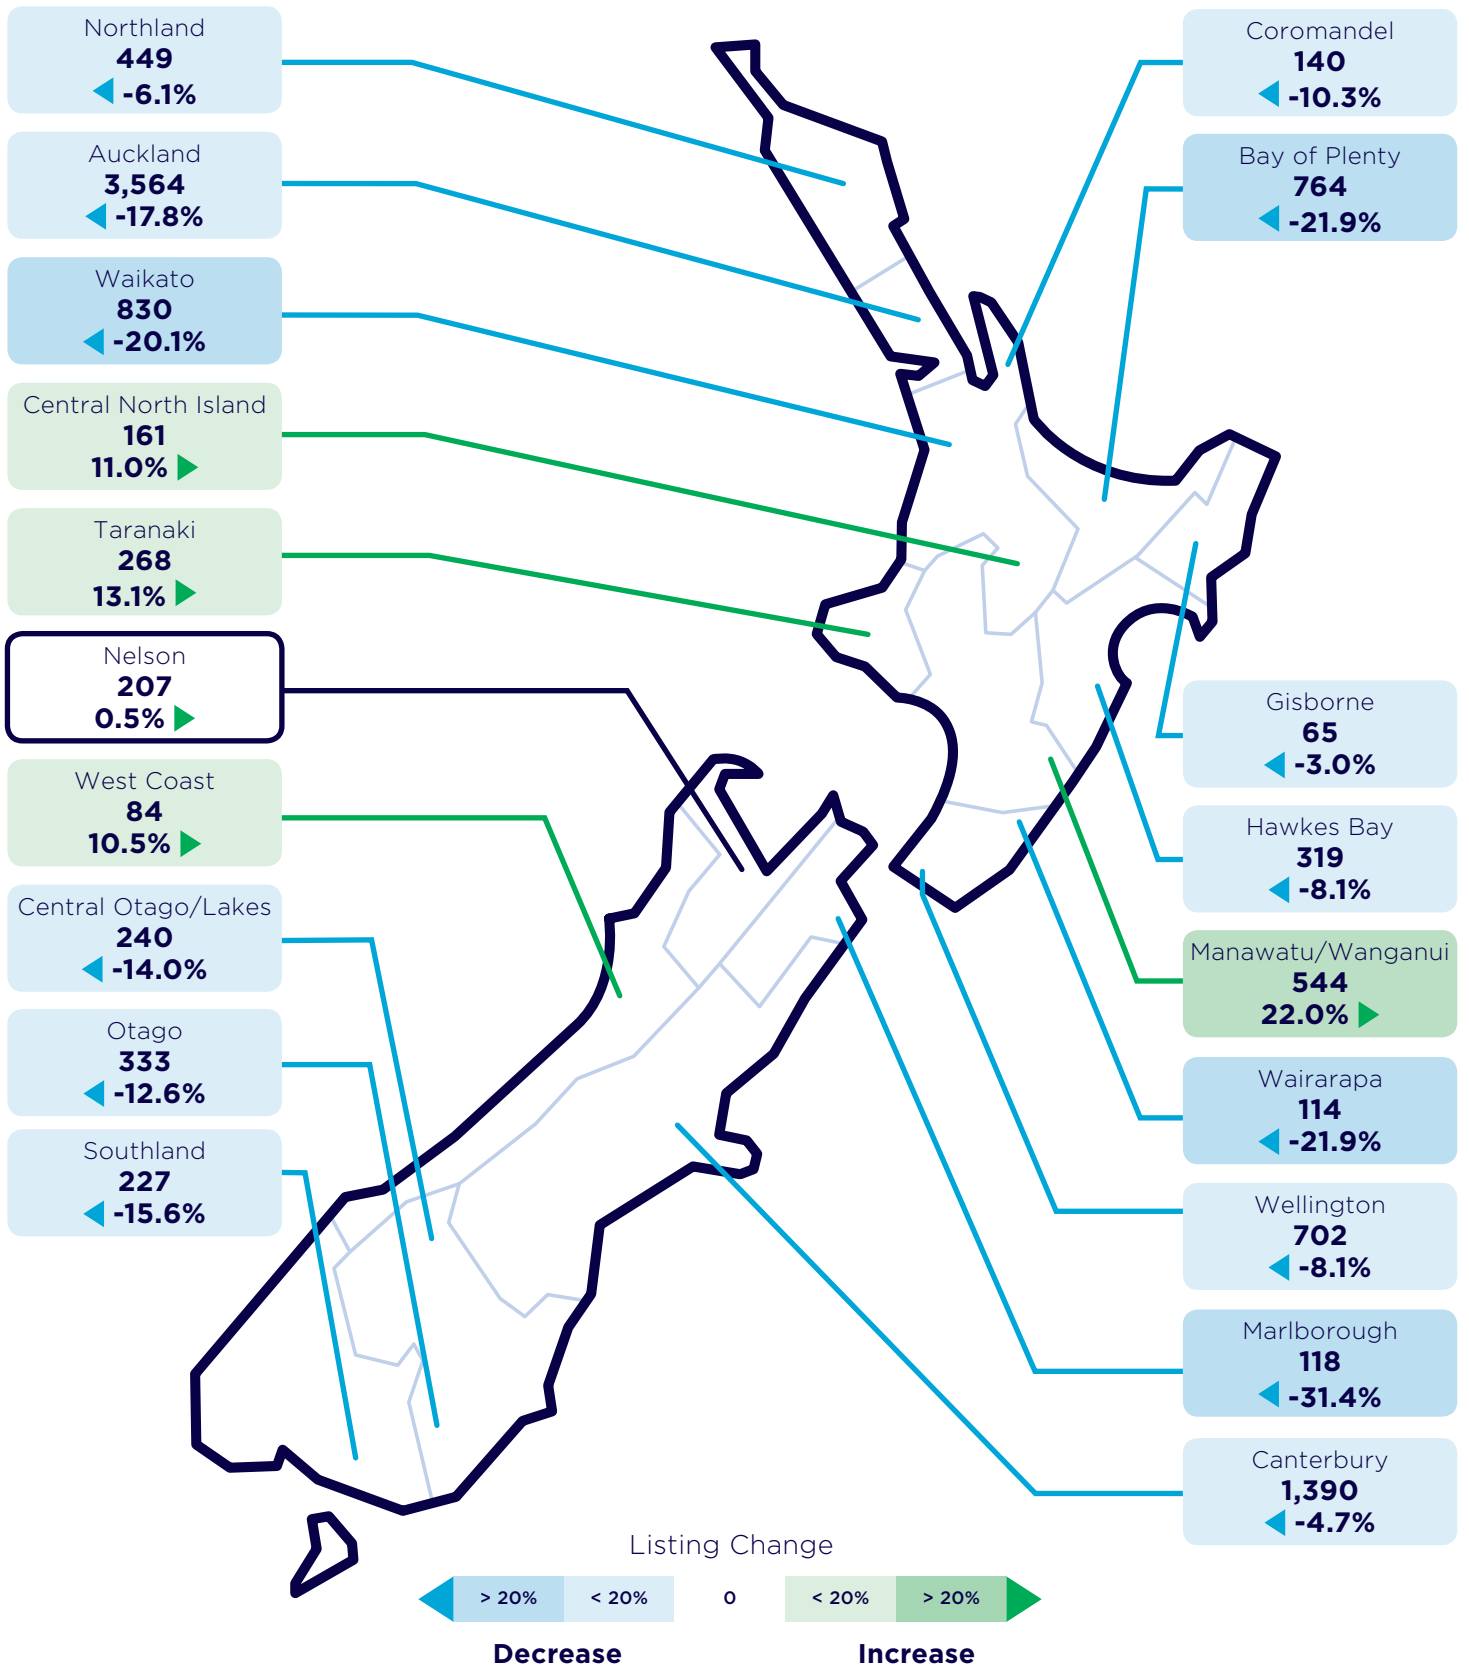 Northland
449
-6.1%
Auckland
3,564
-17.8%
Waikato
830
-20.1%
Central North Island
161
11.0%
Taranaki
268
13.1%
Nelson
207
0.5%
West Coast
84
10.5%
Central Otago/Lakes
240
-14.0%
Otago
333
-12.6%
Southland
227
-15.6%
Coromandel
140
-10.3%
Bay of Plenty
764
-21.9%
Gisborne
65
-3.0%
Hawkes Bay
319
-8.1%
Manawatu/Wanganui
544
22.0%
Wairarapa
114
-21.9%
Wellington
702
-8.1%
Marlborough
118
-31.4%
Canterbury
1,390
-4.7%
Listing Change
> 20% < 20% 0 < 20% > 20%
Decrease Increase